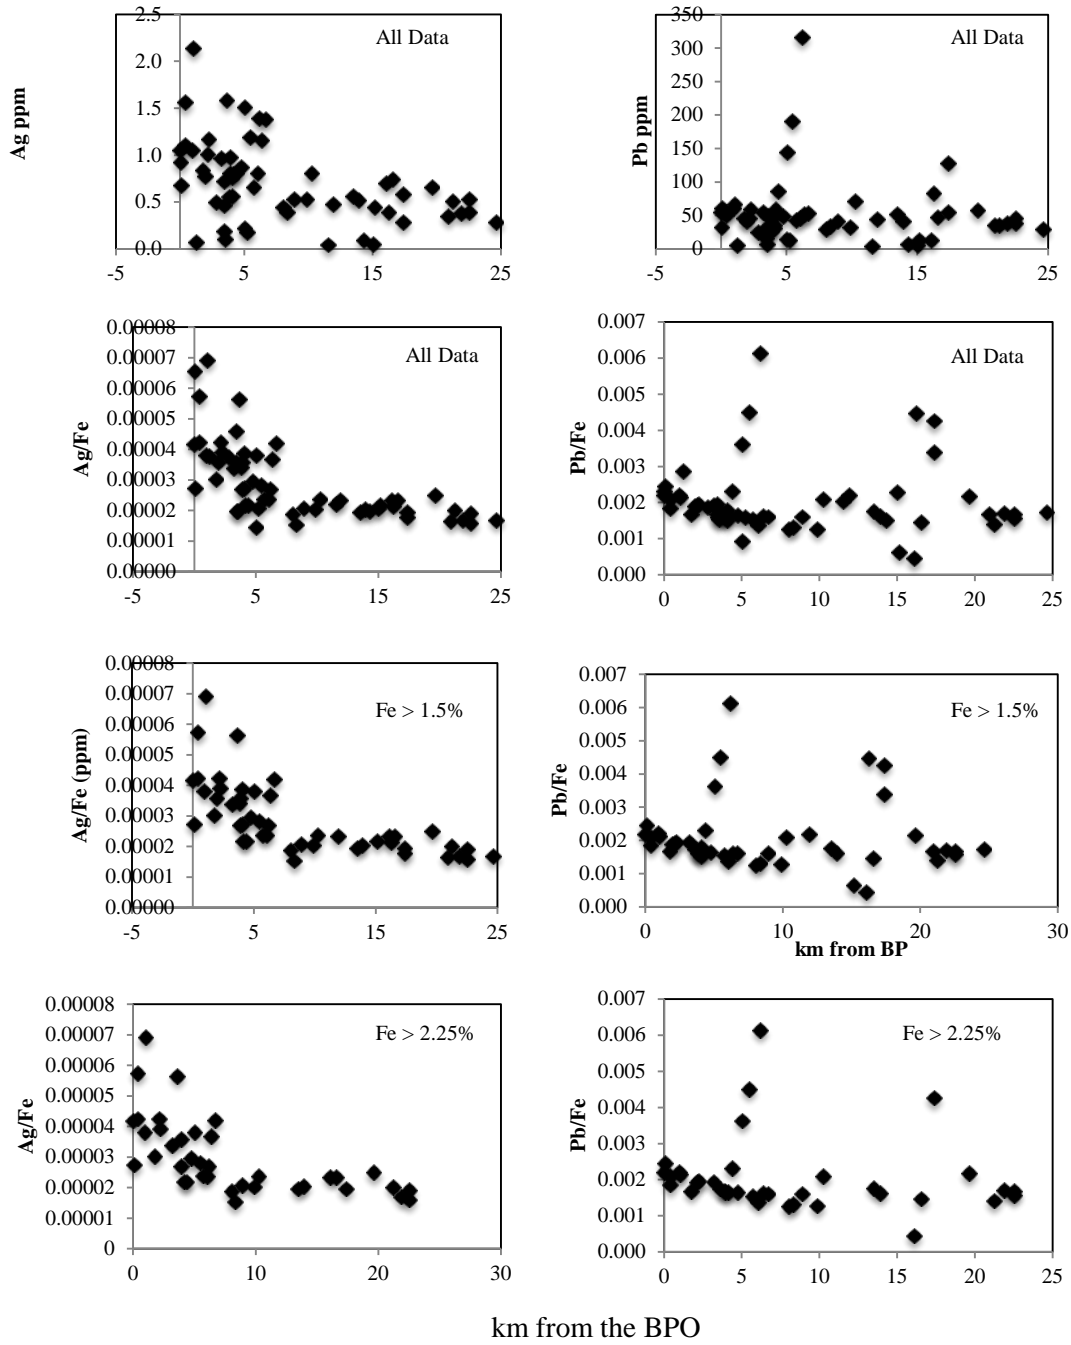 2.5
2.0
1.5
1.0
0.5
0.0
-5 5 15 25
Ag ppm
All Data
350
300
250
200
150
100
50
0
-5 5 15 25
Pb ppm
All Data
0.00008
0.00007
0.00006
0.00005
0.00004
0.00003
0.00002
0.00001
0.00000
-5 5 15 25
Ag/Fe
All Data
0.007
0.006
0.005
0.004
0.003
0.002
0.001
0.000
0 5 10 15 20 25
Pb/Fe
All Data
0.00008
0.00007
0.00006
0.00005
0.00004
0.00003
0.00002
0.00001
0.00000
-5 5 15 25
Ag/Fe (ppm)
Fe > 1.5%
0.007
0.006
0.005
0.004
0.003
0.002
0.001
0.000
0 10 20 30
Pb/Fe
Fe > 1.5%
km from BP
0.00008
0.00007
0.00006
0.00005
0.00004
0.00003
0.00002
0.00001
0
0 10 20 30
Ag/Fe
Fe > 2.25%
0.007
0.006
0.005
0.004
0.003
0.002
0.001
0.000
0 5 10 15 20 25
Pb/Fe
Fe > 2.25%
km from the BPO